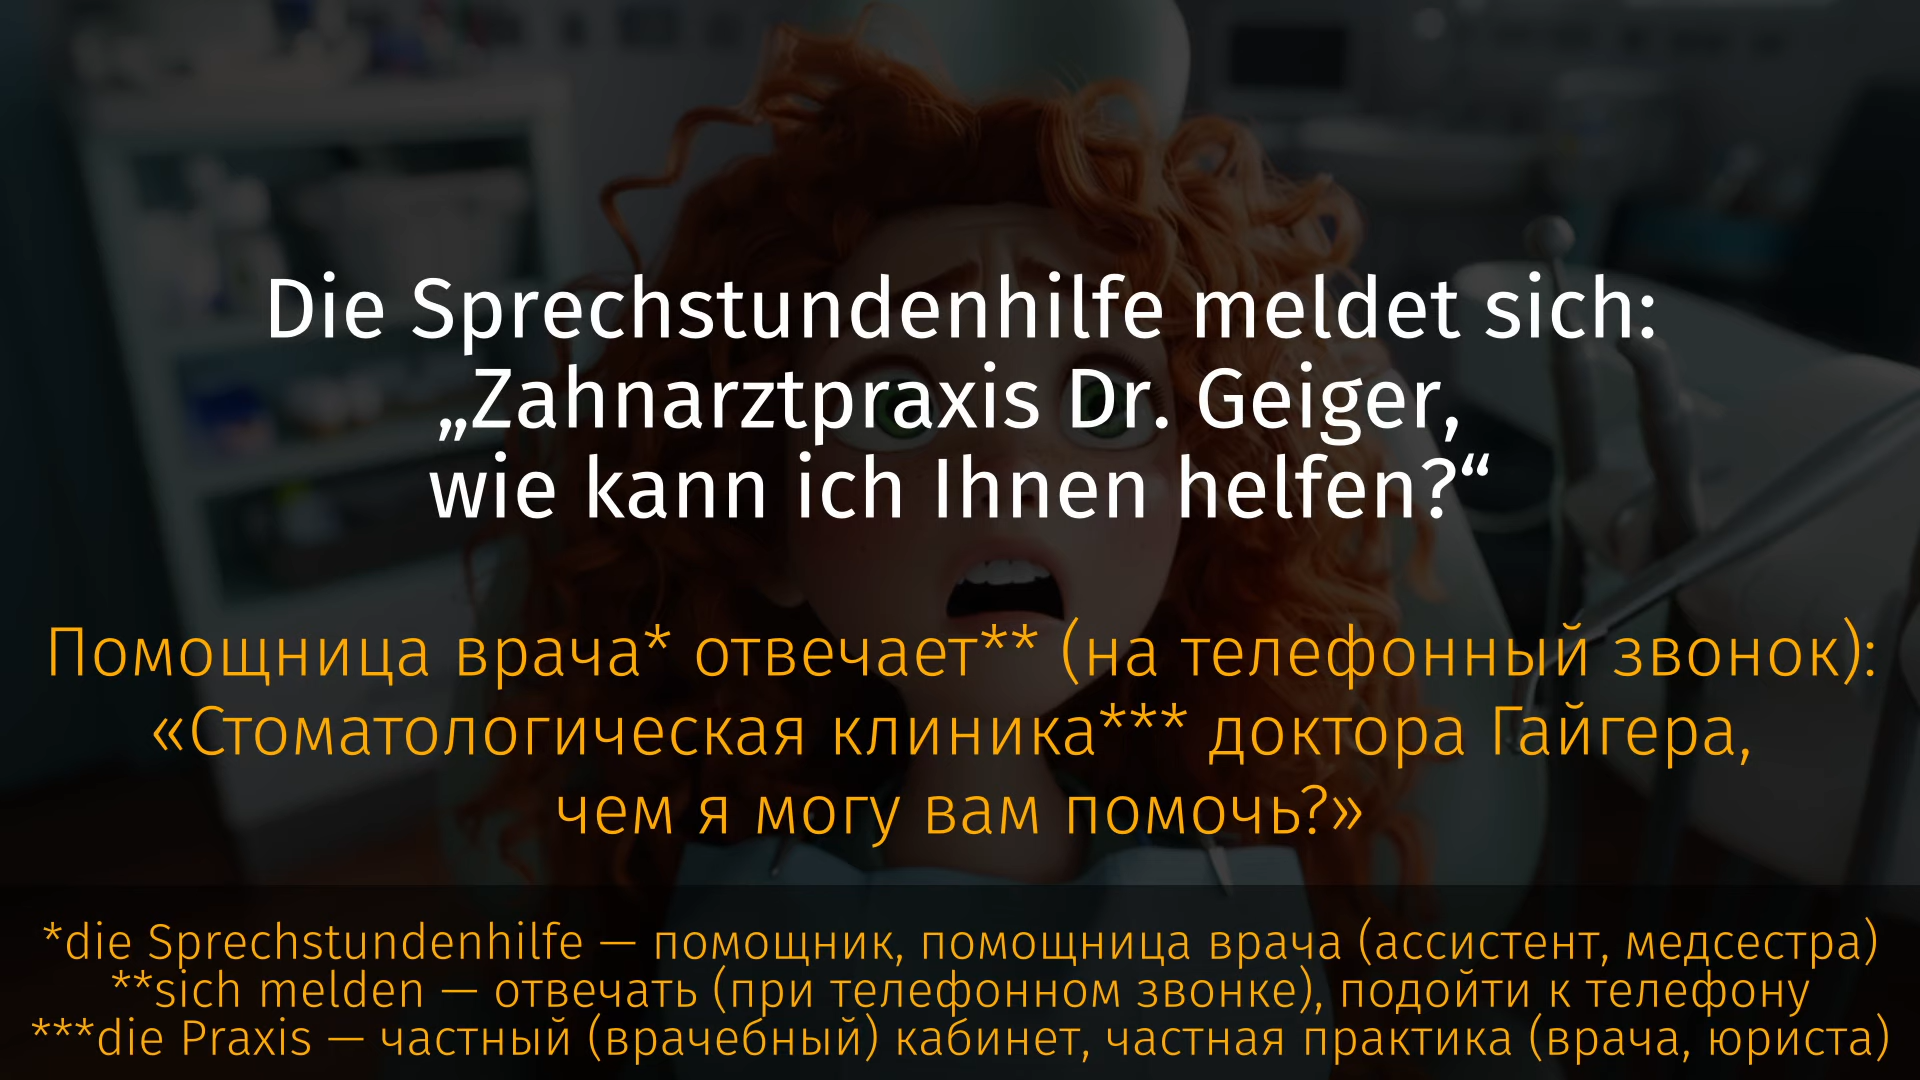 Die Sprechstundenhilfe meldet sich:
„Zahnarztpraxis Dr. Geiger,
wie kann ich Ihnen helfen?“
Помощница врача* отвечает** (на телефонный звонок):
«Стоматологическая клиника*** доктора Гайгера,
чем я могу вам помочь?»
*die Sprechstundenhilfe — помощник, помощница врача (ассистент, медсестра)
**sich melden — отвечать (при телефонном звонке), подойти к телефону
***die Praxis — частный (врачебный) кабинет, частная практика (врача, юриста)